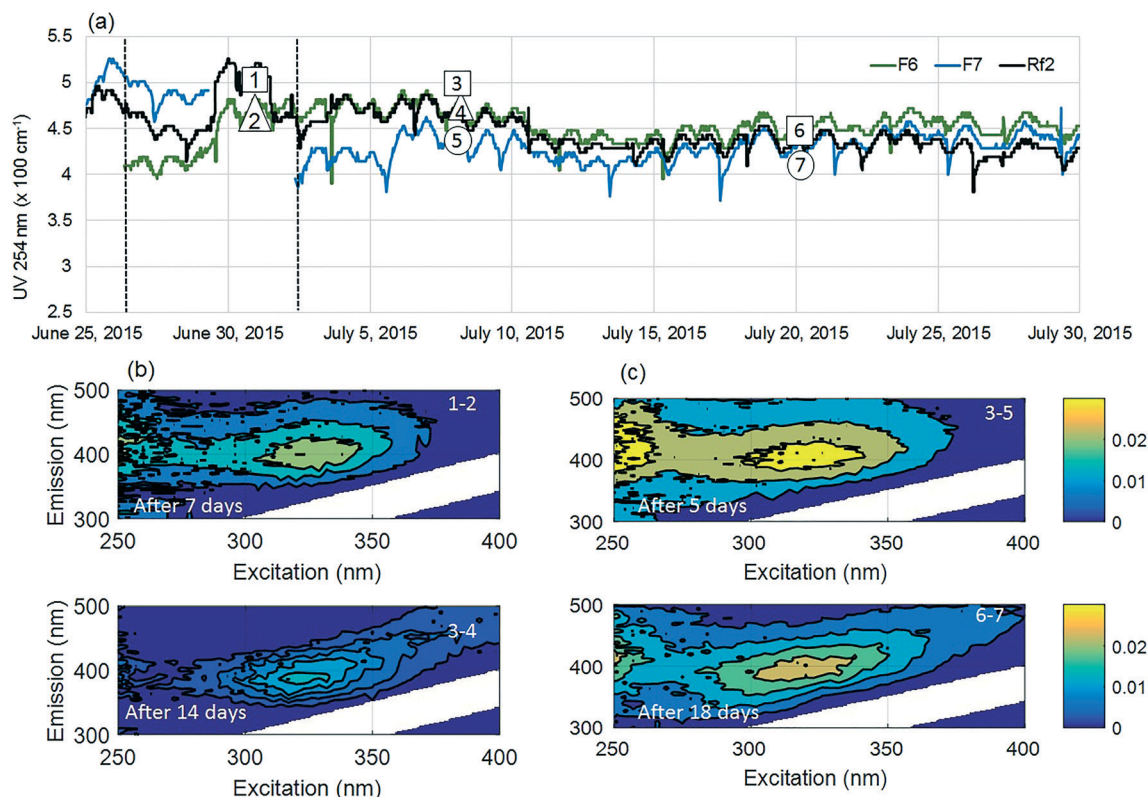 (a)
5.5
5
4.5
4
3.5
3
2.5
UV 254 nm (x 100 cm⁻¹)
F6 F7 Rf2
1
2
3
4
5
6
7
June 25, 2015 June 30, 2015 July 5, 2015 July 10, 2015 July 15, 2015 July 20, 2015 July 25, 2015 July 30, 2015
(b)
500
400
300
Emission (nm)
1-2
After 7 days
250 300 350 400
Excitation (nm)
(c)
500
400
300
3-5
After 5 days
250 300 350 400
Excitation (nm)
0.02
0.01
0
500
400
300
Emission (nm)
3-4
After 14 days
250 300 350 400
Excitation (nm)
500
400
300
6-7
After 18 days
250 300 350 400
Excitation (nm)
0.02
0.01
0